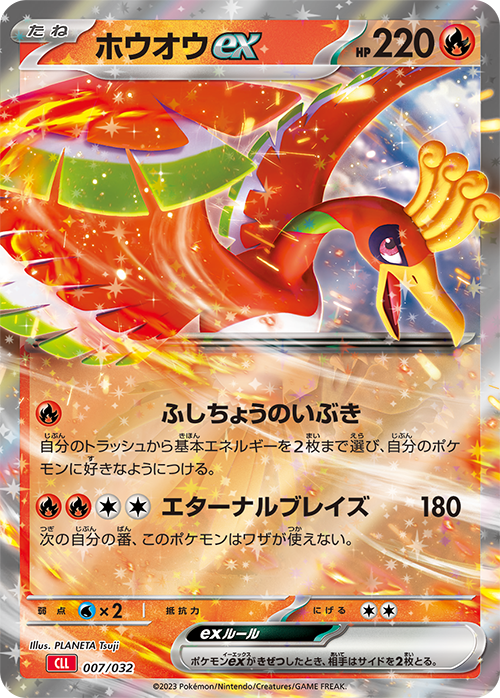 たね ホウオウex HP 220
ふしちょうのいぶき
自分のトラッシュから基本エネルギーを2枚まで選び、自分のポケ
モンに好きなようにつける。
エターナルブレイズ 180
次の自分の番、このポケモンはワザが使えない。
弱点 ×2 抵抗力 にげる
Illus. PLANETA Tsuji
exルール
ポケモンexがきぜつしたとき、相手はサイドを2枚とる。
CLL 007/032
©2023 Pokémon/Nintendo/Creatures/GAME FREAK.